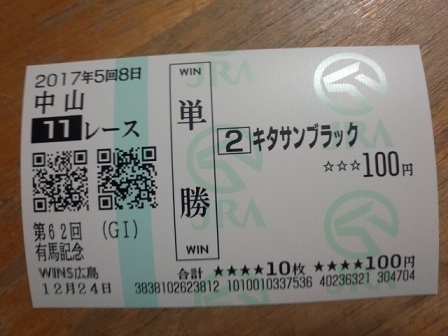 2017年5回8日
中山
11レース
第62回 (GI)
有馬記念
WINS広島
12月24日
WIN
単勝
WIN
2 キタサンブラック
☆☆☆100円
合計 ★★★★10枚 ★★★★100円
3838102623812 1010010337536 40236321 304704
JRA
JRA